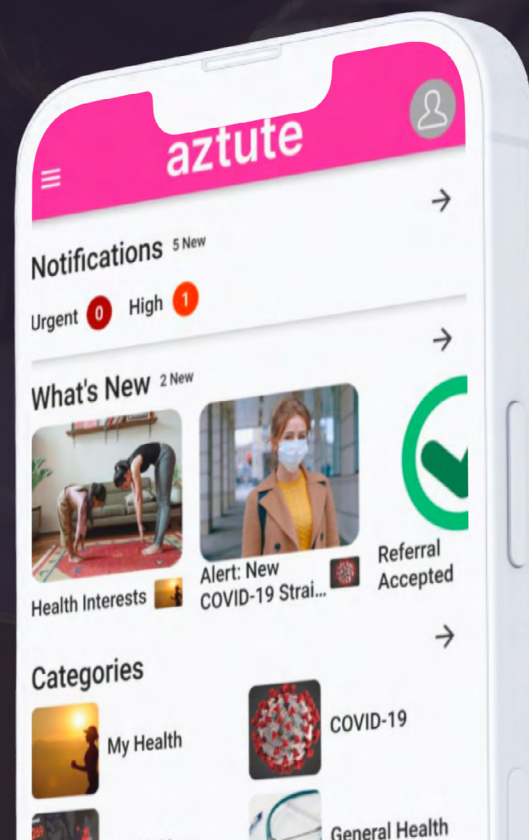 aztute
Notifications 5 New
Urgent 0 High 1
What's New 2 New
Health Interests
Alert: New
COVID-19 Strai...
Referral
Accepted
Categories
My Health
COVID-19
General Health